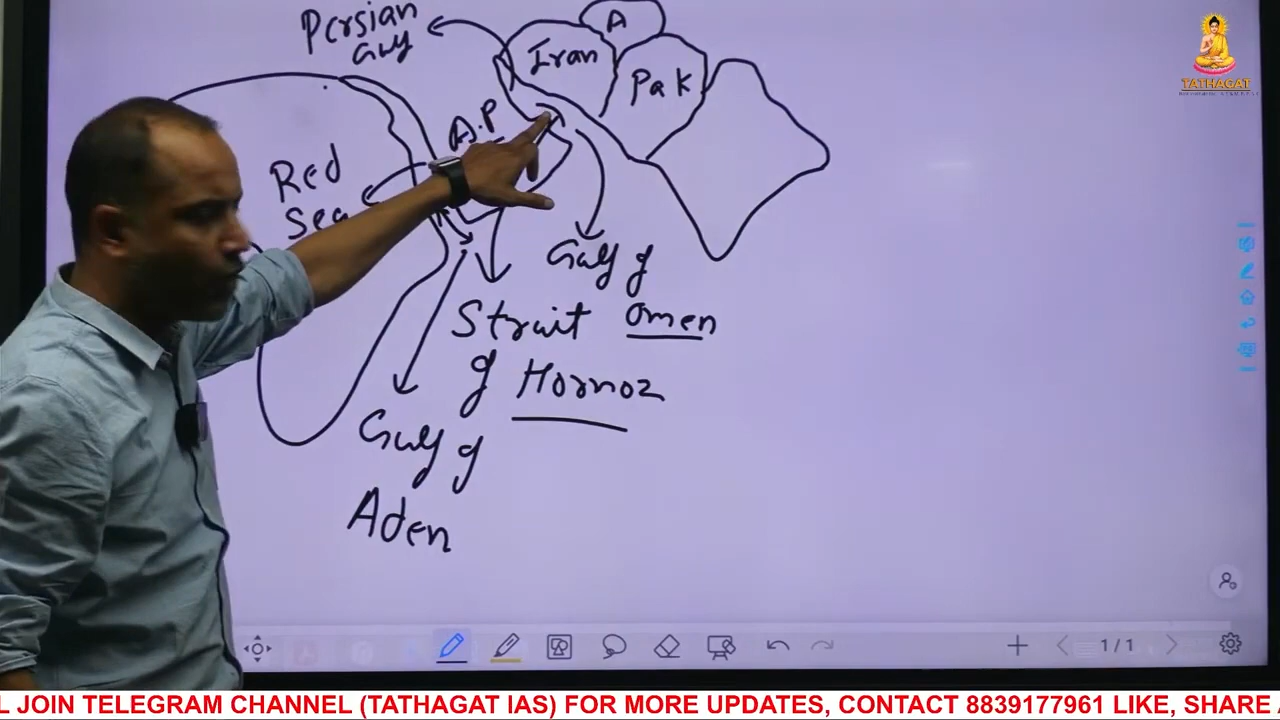 Persian
Gulf
A
Iran
Pak
A.P
Red
Sea
Gulf of
Omen
Strait
of Hormoz
Gulf of
Aden
TATHAGAT
1/1
L JOIN TELEGRAM CHANNEL (TATHAGAT IAS) FOR MORE UPDATES, CONTACT 8839177961 LIKE, SHARE A